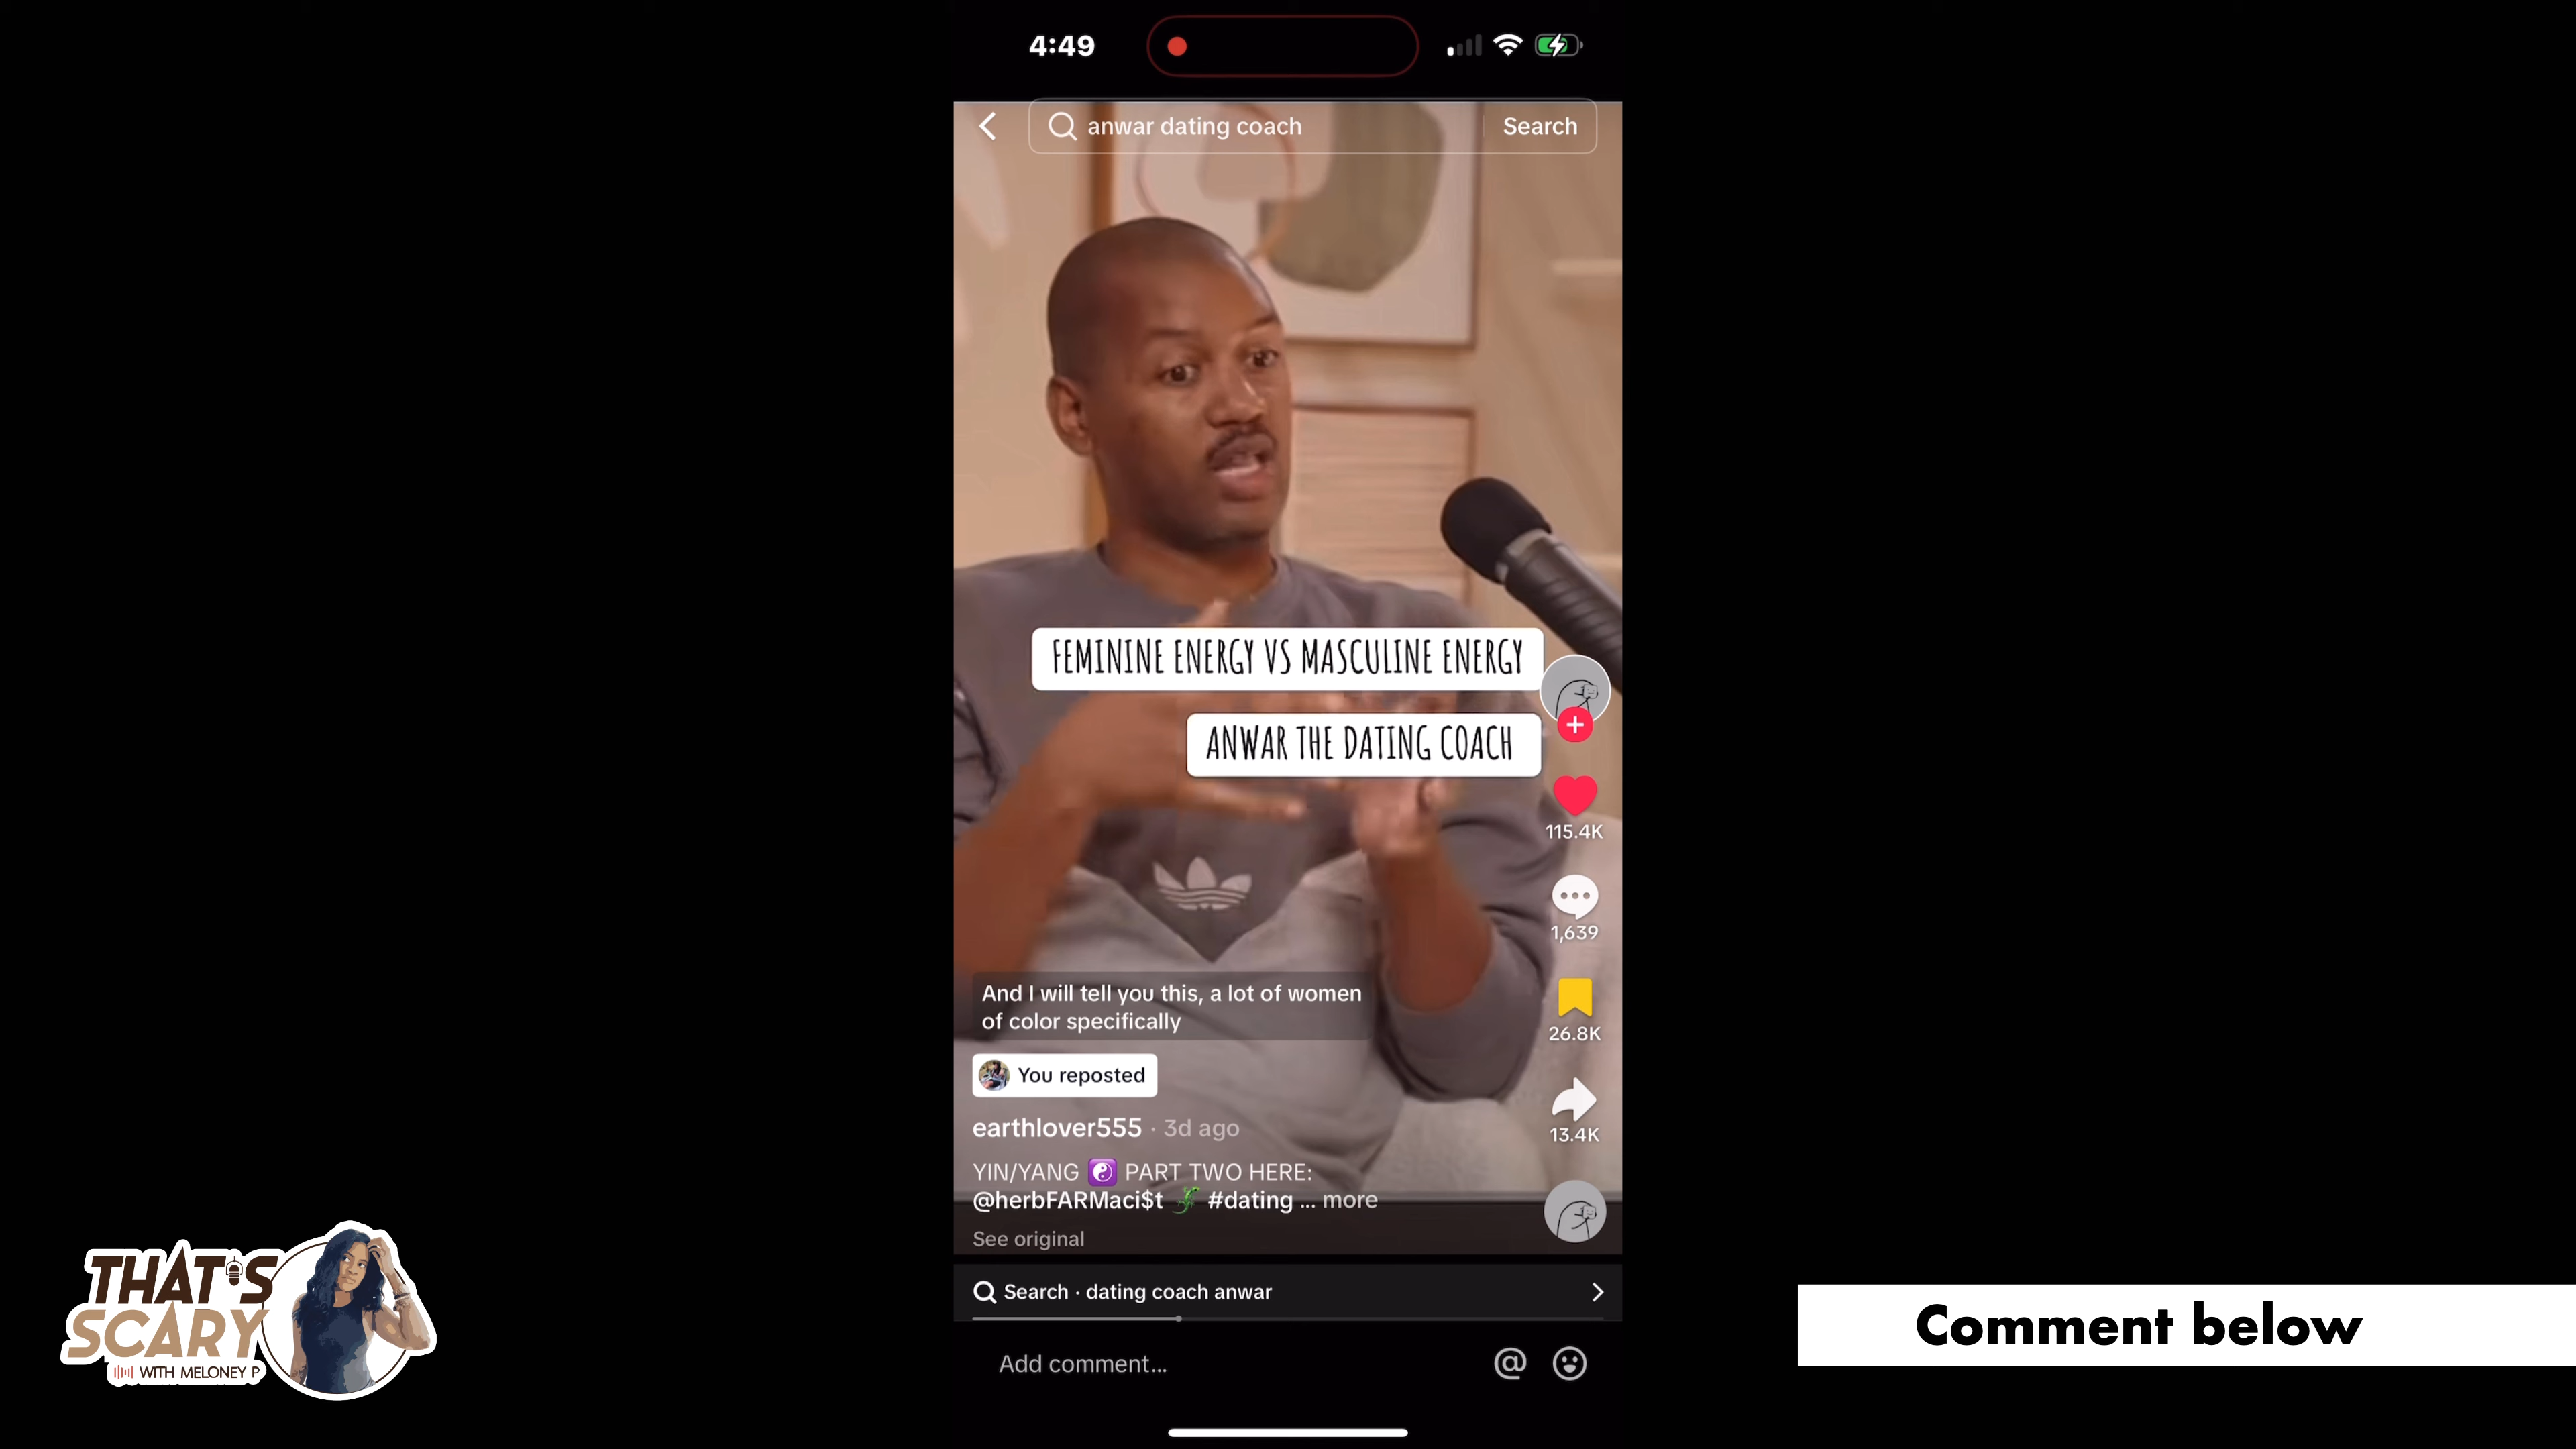 4:49
anwar dating coach
Search
FEMININE ENERGY VS MASCULINE ENERGY
ANWAR THE DATING COACH
115.4K
1,639
And I will tell you this, a lot of women
of color specifically
26.8K
You reposted
earthlover555 · 3d ago
13.4K
YIN/YANG ☯️ PART TWO HERE:
@herbFARMaci$t 🦎 #dating ... more
See original
Search · dating coach anwar
Add comment...
THAT'S
SCARY
WITH MELONEY P
Comment below